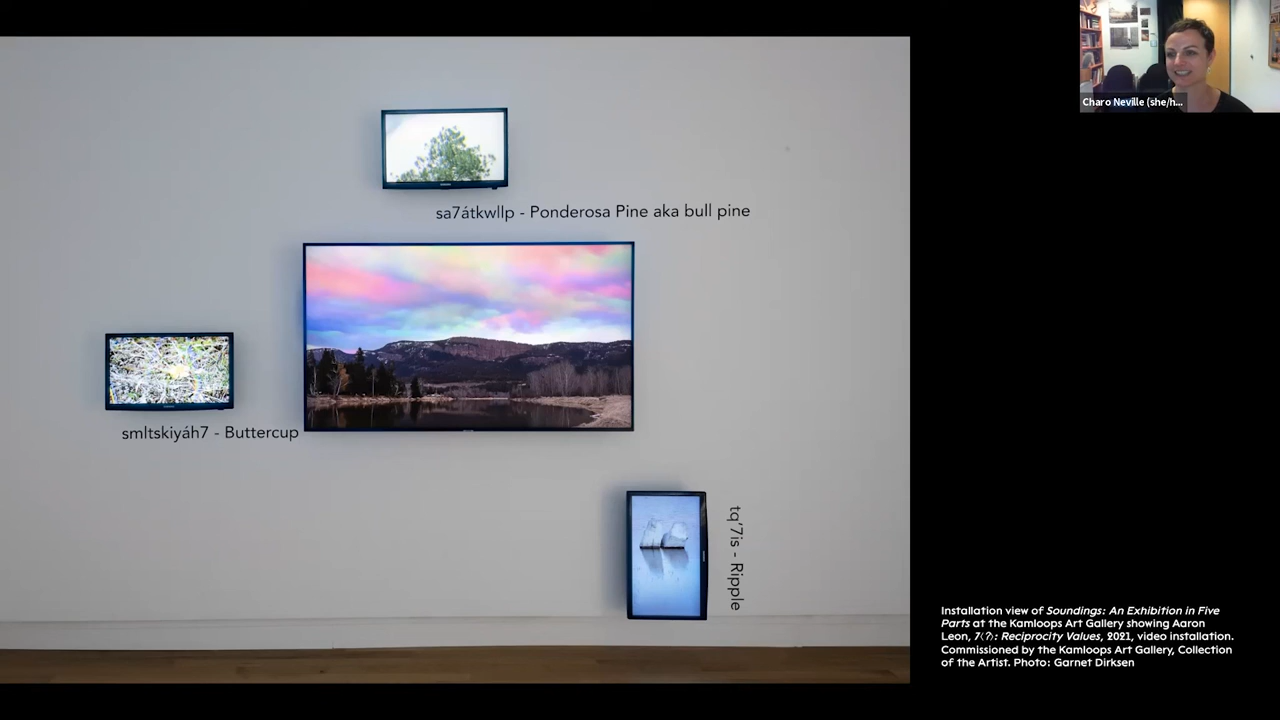 Charo Neville (she/h...
sa7átkwllp - Ponderosa Pine aka bull pine
smltskiyáh7 - Buttercup
tq'7is - Ripple
Installation view of Soundings: An Exhibition in Five
Parts at the Kamloops Art Gallery showing Aaron
Leon, 7(ʔ): Reciprocity Values, 2021, video installation.
Commissioned by the Kamloops Art Gallery, Collection
of the Artist. Photo: Garnet Dirksen